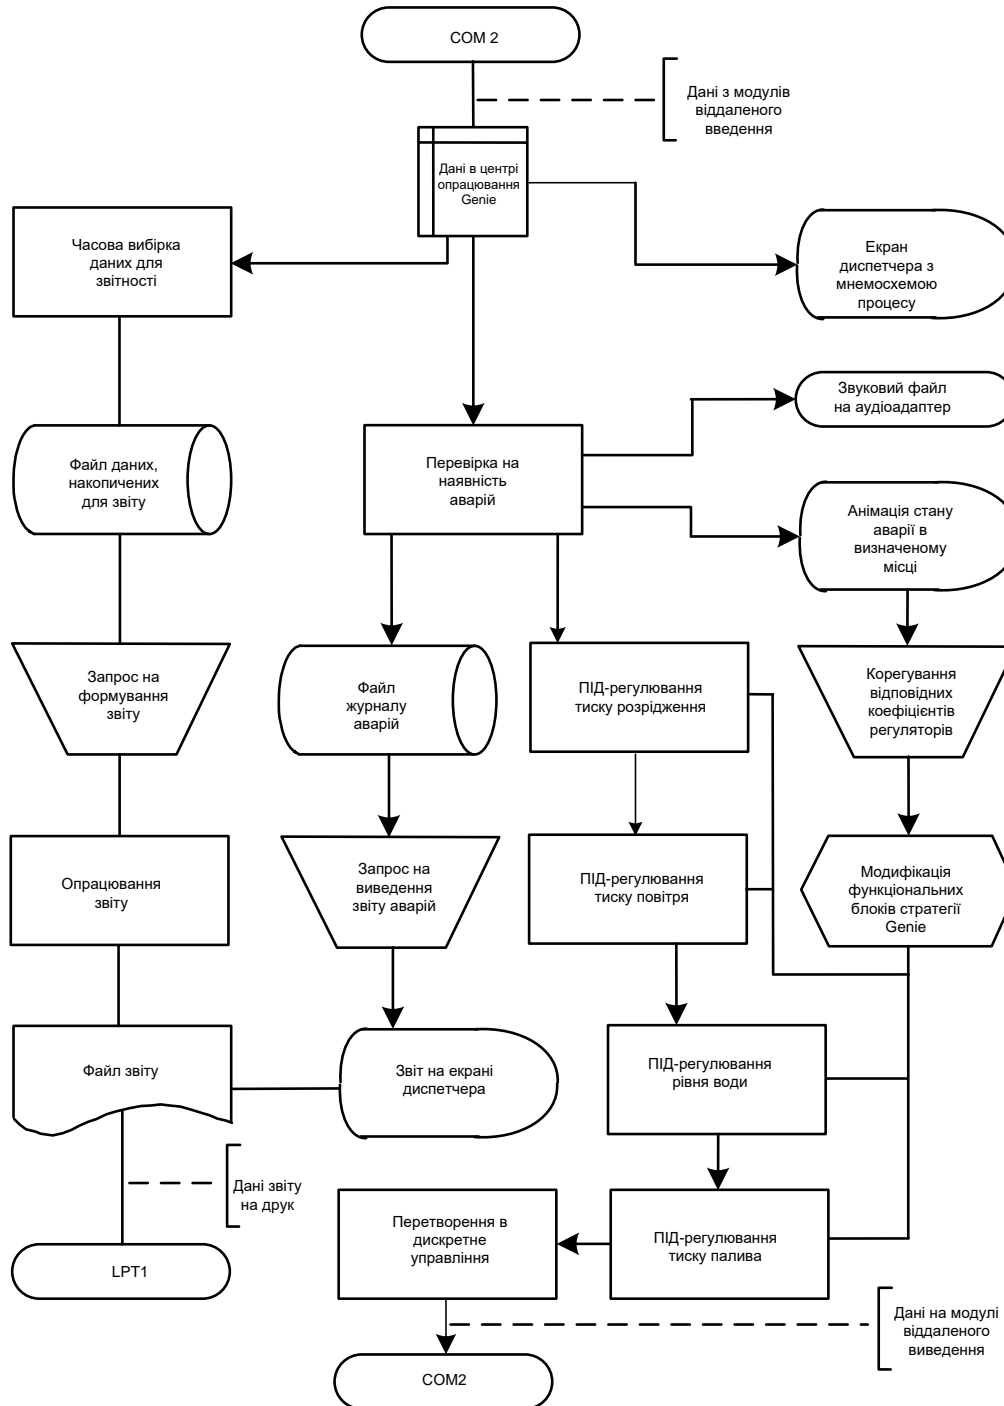 COM 2
Дані з модулів
віддаленого
введення
Дані в центрі
опрацювання
Genie
Часова вибірка
даних для
звітності
Екран
диспетчера з
мнемосхемою
процесу
Звуковий файл
на аудіоадаптер
Файл даних,
накопичених
для звіту
Перевірка на
наявність
аварій
Анімація стану
аварії в
визначеному
місці
Запрос на
формування
звіту
Файл
журналу
аварій
ПІД-регулювання
тиску розрідження
Корегування
відповідних
коефіцієнтів
регуляторів
Опрацювання
звіту
Запрос на
виведення
звіту аварій
ПІД-регулювання
тиску повітря
Модифікація
функціональних
блоків стратегії
Genie
Файл звіту
Звіт на екрані
диспетчера
ПІД-регулювання
рівня води
Дані звіту
на друк
Перетворення в
дискретне
управління
ПІД-регулювання
тиску палива
LPT1
Дані на модулі
віддаленого
виведення
COM2